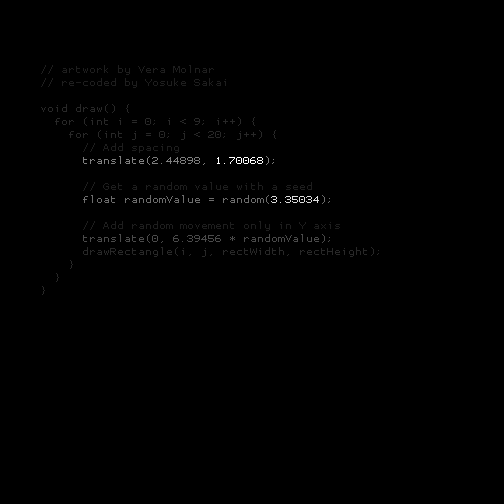 // artwork by Vera Molnar
// re-coded by Yosuke Sakai
void draw() {
for (int i = 0; i < 9; i++) {
for (int j = 0; j < 20; j++) {
// Add spacing
translate(2.44898, 1.70068);
// Get a random value with a seed
float randomValue = random(3.35034);
// Add random movement only in Y axis
translate(0, 6.39456 * randomValue);
drawRectangle(i, j, rectWidth, rectHeight);
}
}
}